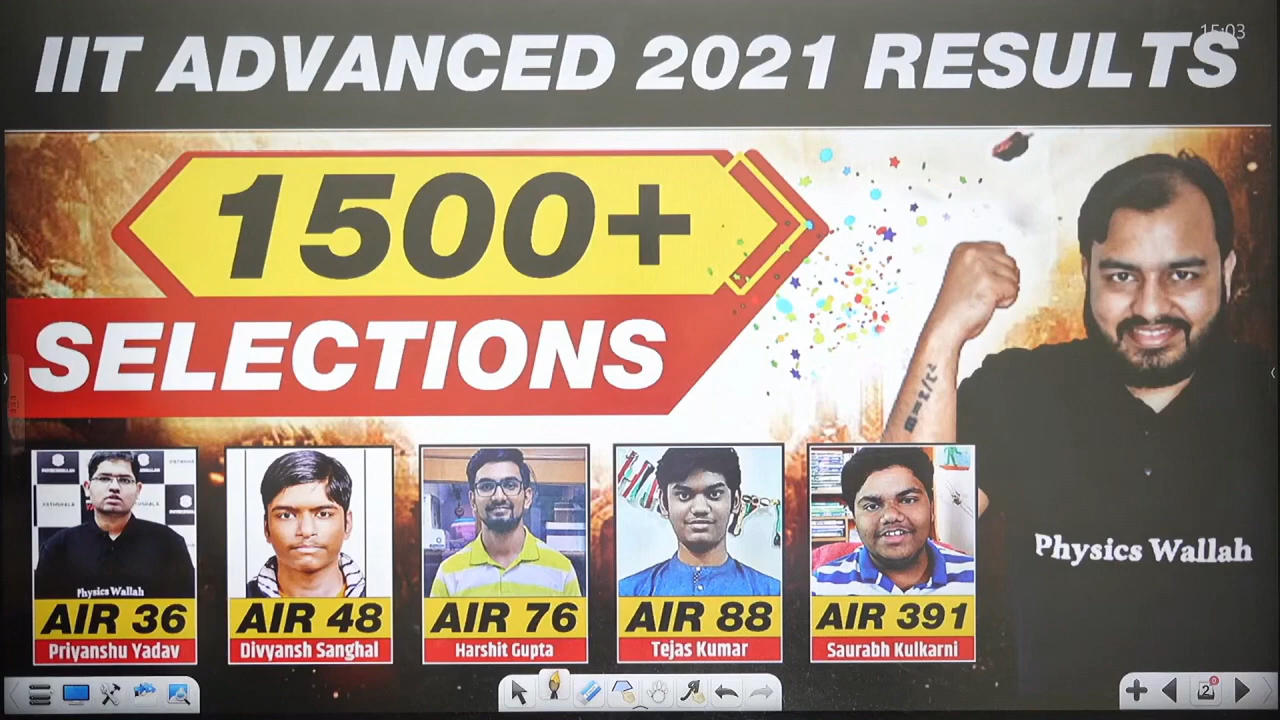 15:03
IIT ADVANCED 2021 RESULTS
1500+
SELECTIONS
Physics Wallah
Physics Wallah
AIR 36
Priyanshu Yadav
AIR 48
Divyansh Sanghal
AIR 76
Harshit Gupta
AIR 88
Tejas Kumar
AIR 391
Saurabh Kulkarni
2